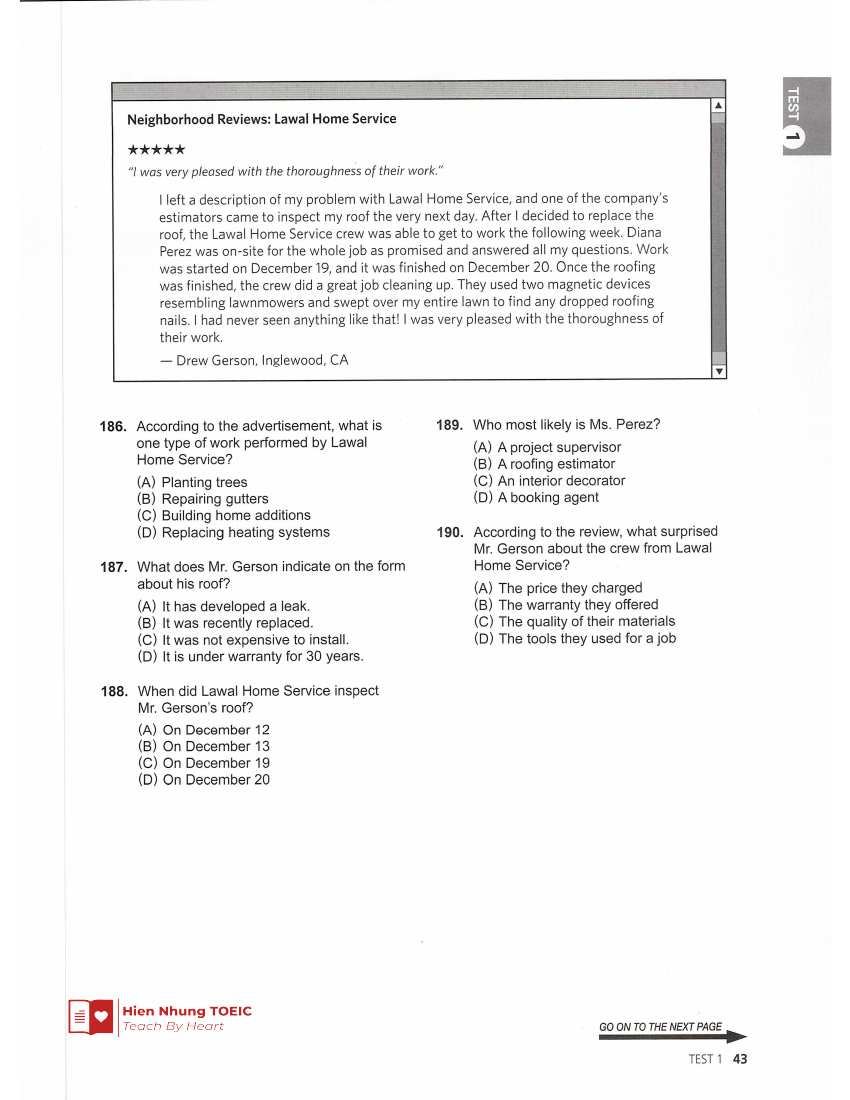 TEST 1
Neighborhood Reviews: Lawal Home Service
★★★★★
"I was very pleased with the thoroughness of their work."
I left a description of my problem with Lawal Home Service, and one of the company's
estimators came to inspect my roof the very next day. After I decided to replace the
roof, the Lawal Home Service crew was able to get to work the following week. Diana
Perez was on-site for the whole job as promised and answered all my questions. Work
was started on December 19, and it was finished on December 20. Once the roofing
was finished, the crew did a great job cleaning up. They used two magnetic devices
resembling lawnmowers and swept over my entire lawn to find any dropped roofing
nails. I had never seen anything like that! I was very pleased with the thoroughness of
their work.
— Drew Gerson, Inglewood, CA
186. According to the advertisement, what is
one type of work performed by Lawal
Home Service?
(A) Planting trees
(B) Repairing gutters
(C) Building home additions
(D) Replacing heating systems
187. What does Mr. Gerson indicate on the form
about his roof?
(A) It has developed a leak.
(B) It was recently replaced.
(C) It was not expensive to install.
(D) It is under warranty for 30 years.
188. When did Lawal Home Service inspect
Mr. Gerson's roof?
(A) On December 12
(B) On December 13
(C) On December 19
(D) On December 20
189. Who most likely is Ms. Perez?
(A) A project supervisor
(B) A roofing estimator
(C) An interior decorator
(D) A booking agent
190. According to the review, what surprised
Mr. Gerson about the crew from Lawal
Home Service?
(A) The price they charged
(B) The warranty they offered
(C) The quality of their materials
(D) The tools they used for a job
Hien Nhung TOEIC
Teach By Heart
GO ON TO THE NEXT PAGE
TEST 1 43